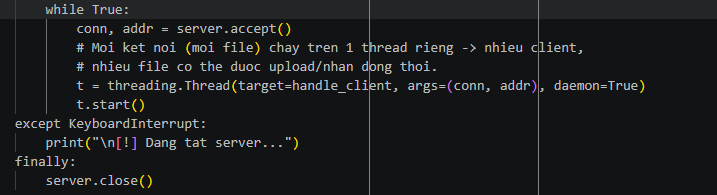 while True:
conn, addr = server.accept()
# Moi ket noi (moi file) chay tren 1 thread rieng -> nhieu client,
# nhieu file co the duoc upload/nhan dong thoi.
t = threading.Thread(target=handle_client, args=(conn, addr), daemon=True)
t.start()
except KeyboardInterrupt:
print("\n[!] Dang tat server...")
finally:
server.close()